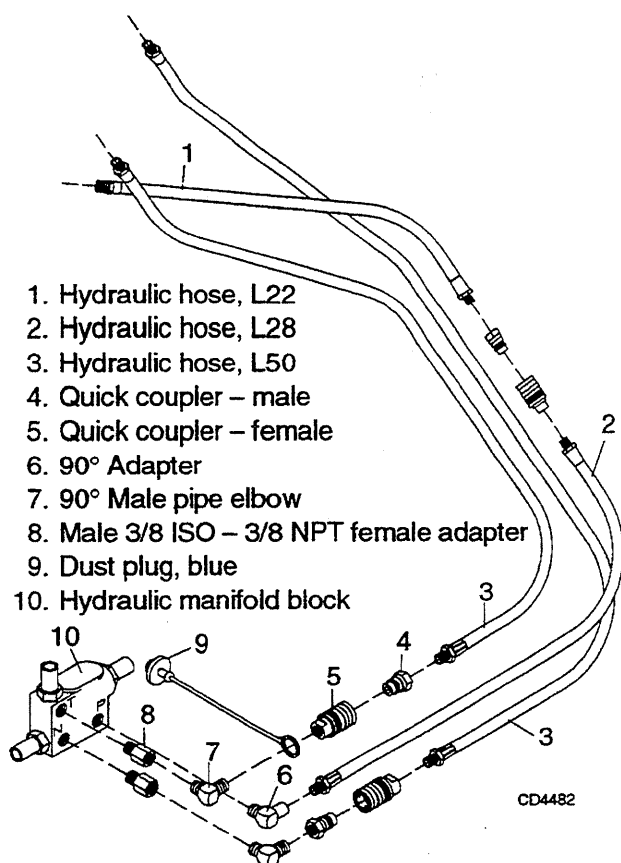 1
1. Hydraulic hose, L22
2. Hydraulic hose, L28
3. Hydraulic hose, L50
4. Quick coupler – male
5. Quick coupler – female
6. 90° Adapter
7. 90° Male pipe elbow
8. Male 3/8 ISO – 3/8 NPT female adapter
9. Dust plug, blue
10. Hydraulic manifold block
2
3
10
9
4
5
P
8
7
6
3
CD4482